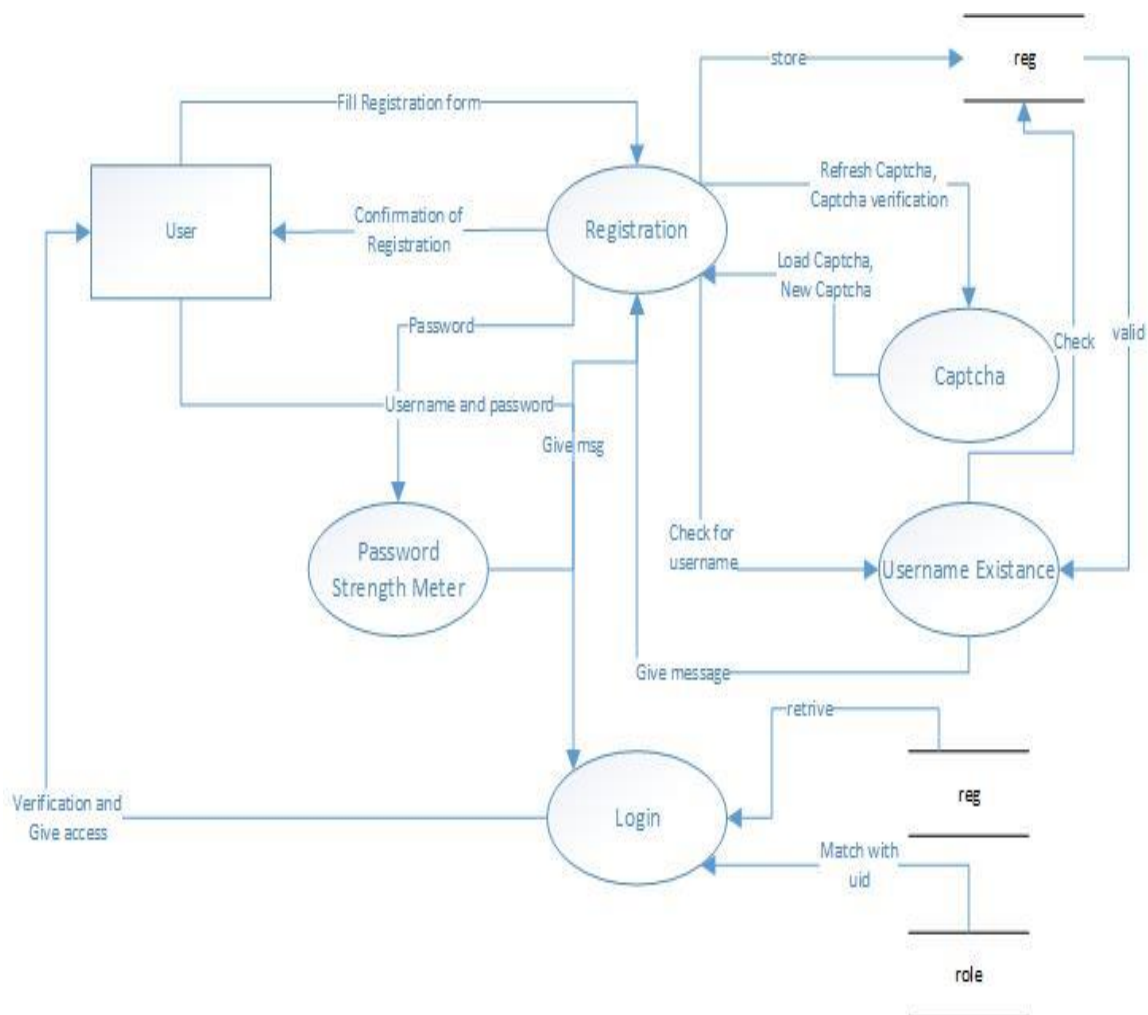 store
reg
Fill Registration form
Refresh Captcha,
Captcha verification
User
Confirmation of
Registration
Registration
Load Captcha,
New Captcha
Password
Check
valid
Captcha
Username and password
Give msg
Check for
username
Password
Strength Meter
Username Existance
Give message
retrive
reg
Verification and
Give access
Login
Match with
uid
role